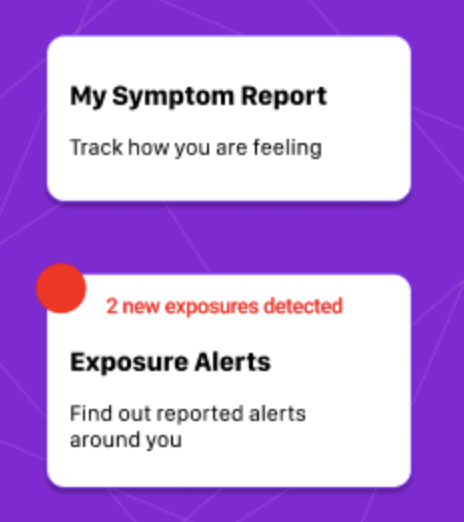 My Symptom Report
Track how you are feeling
2 new exposures detected
Exposure Alerts
Find out reported alerts
around you